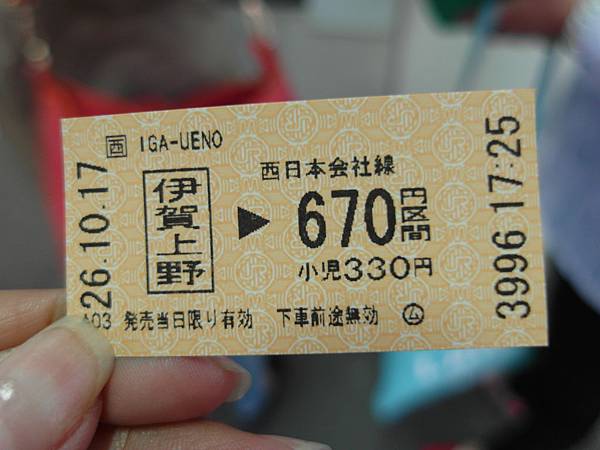 西 IGA-UENO
西日本会社線
伊賀上野 ▶ 670円区間
小児330円
発売当日限り有効 下車前途無効 ム
26.10.17
3996 17:25